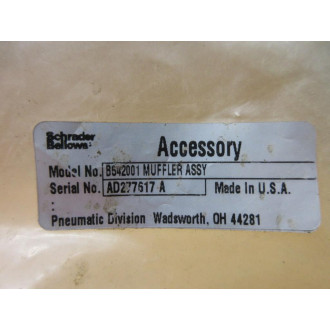 Schrader
Bellows
Accessory
Model No. B542001 MUFFLER ASSY
Serial No. AD277517 A
Made In U.S.A.
Pneumatic Division Wadsworth, OH 44281